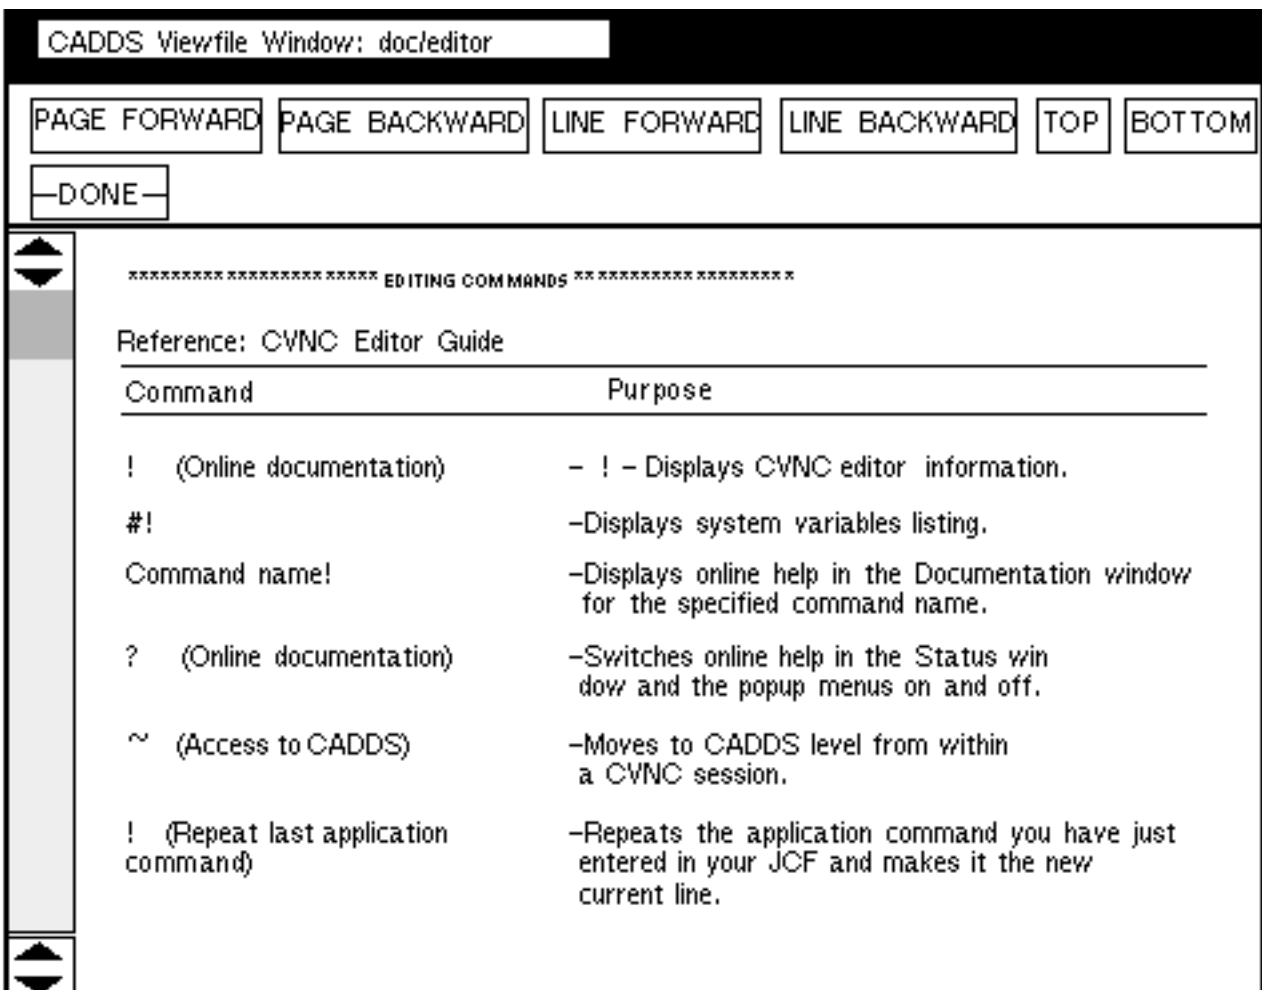 CADDS Viewfile Window: doc/editor
PAGE FORWARD PAGE BACKWARD LINE FORWARD LINE BACKWARD TOP BOTTOM
—DONE—
*********************** EDITING COMMANDS ********************
Reference: CVNC Editor Guide
Command Purpose
! (Online documentation) – ! – Displays CVNC editor information.
#! –Displays system variables listing.
Command name! –Displays online help in the Documentation window
for the specified command name.
? (Online documentation) –Switches online help in the Status win
dow and the popup menus on and off.
~ (Access to CADDS) –Moves to CADDS level from within
a CVNC session.
! (Repeat last application –Repeats the application command you have just
command) entered in your JCF and makes it the new
current line.